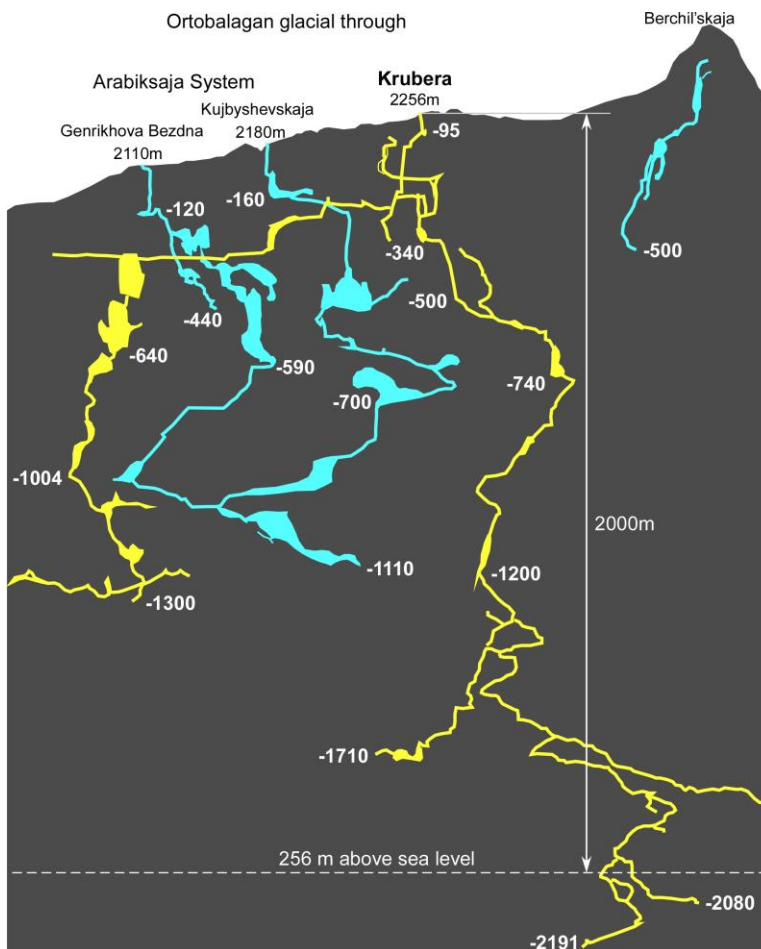 Ortobalagan glacial through
Berchil'skaja
Arabiksaja System
Krubera
Kujbyshevskaja
2256m
Genrikhova Bezdna
2180m
2110m
-95
-120
-160
-340
-500
-500
-440
-640
-590
-740
-700
-1004
2000m
-1110
-1200
-1300
-1710
256 m above sea level
-2080
-2191